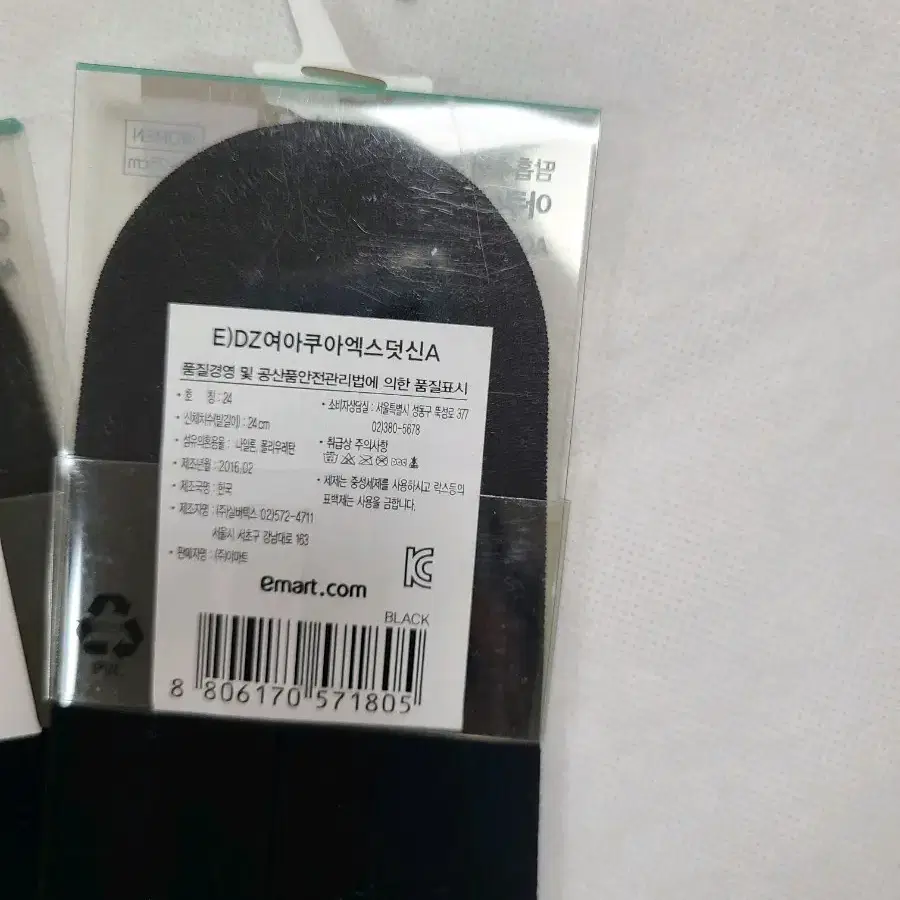 E)DZ여아쿠아엑스덧신A
품질경영 및 공산품안전관리법에 의한 품질표시
• 호 칭 : 24
• 신체치수(발길이) : 24 cm
• 섬유의혼용율 : 나일론, 폴리우레탄
• 제조년월 : 2016.02
• 제조국명 : 한국
• 제조자명 : (주)실버텍스 02)572-4711
서울시 서초구 강남대로 163
• 판매자명 : (주)이마트
• 소비자상담실 : 서울특별시 성동구 뚝섬로 377
02)380-5678
• 취급상 주의사항
• 세제는 중성세제를 사용하시고 락스등의
표백제는 사용을 금합니다.
emart.com
BLACK
8 806170 571805